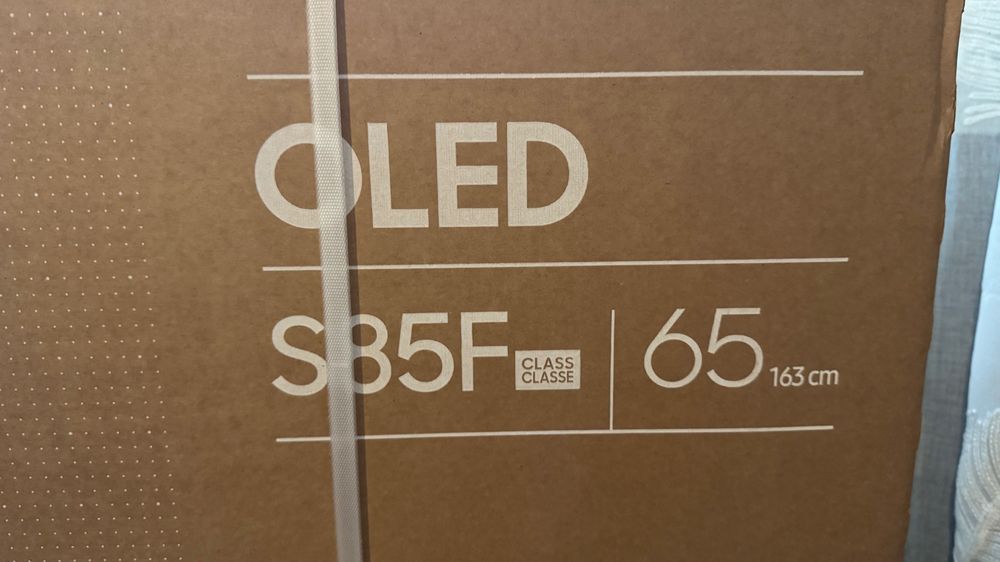 OLED
S85F CLASS
CLASSE
65 163 cm